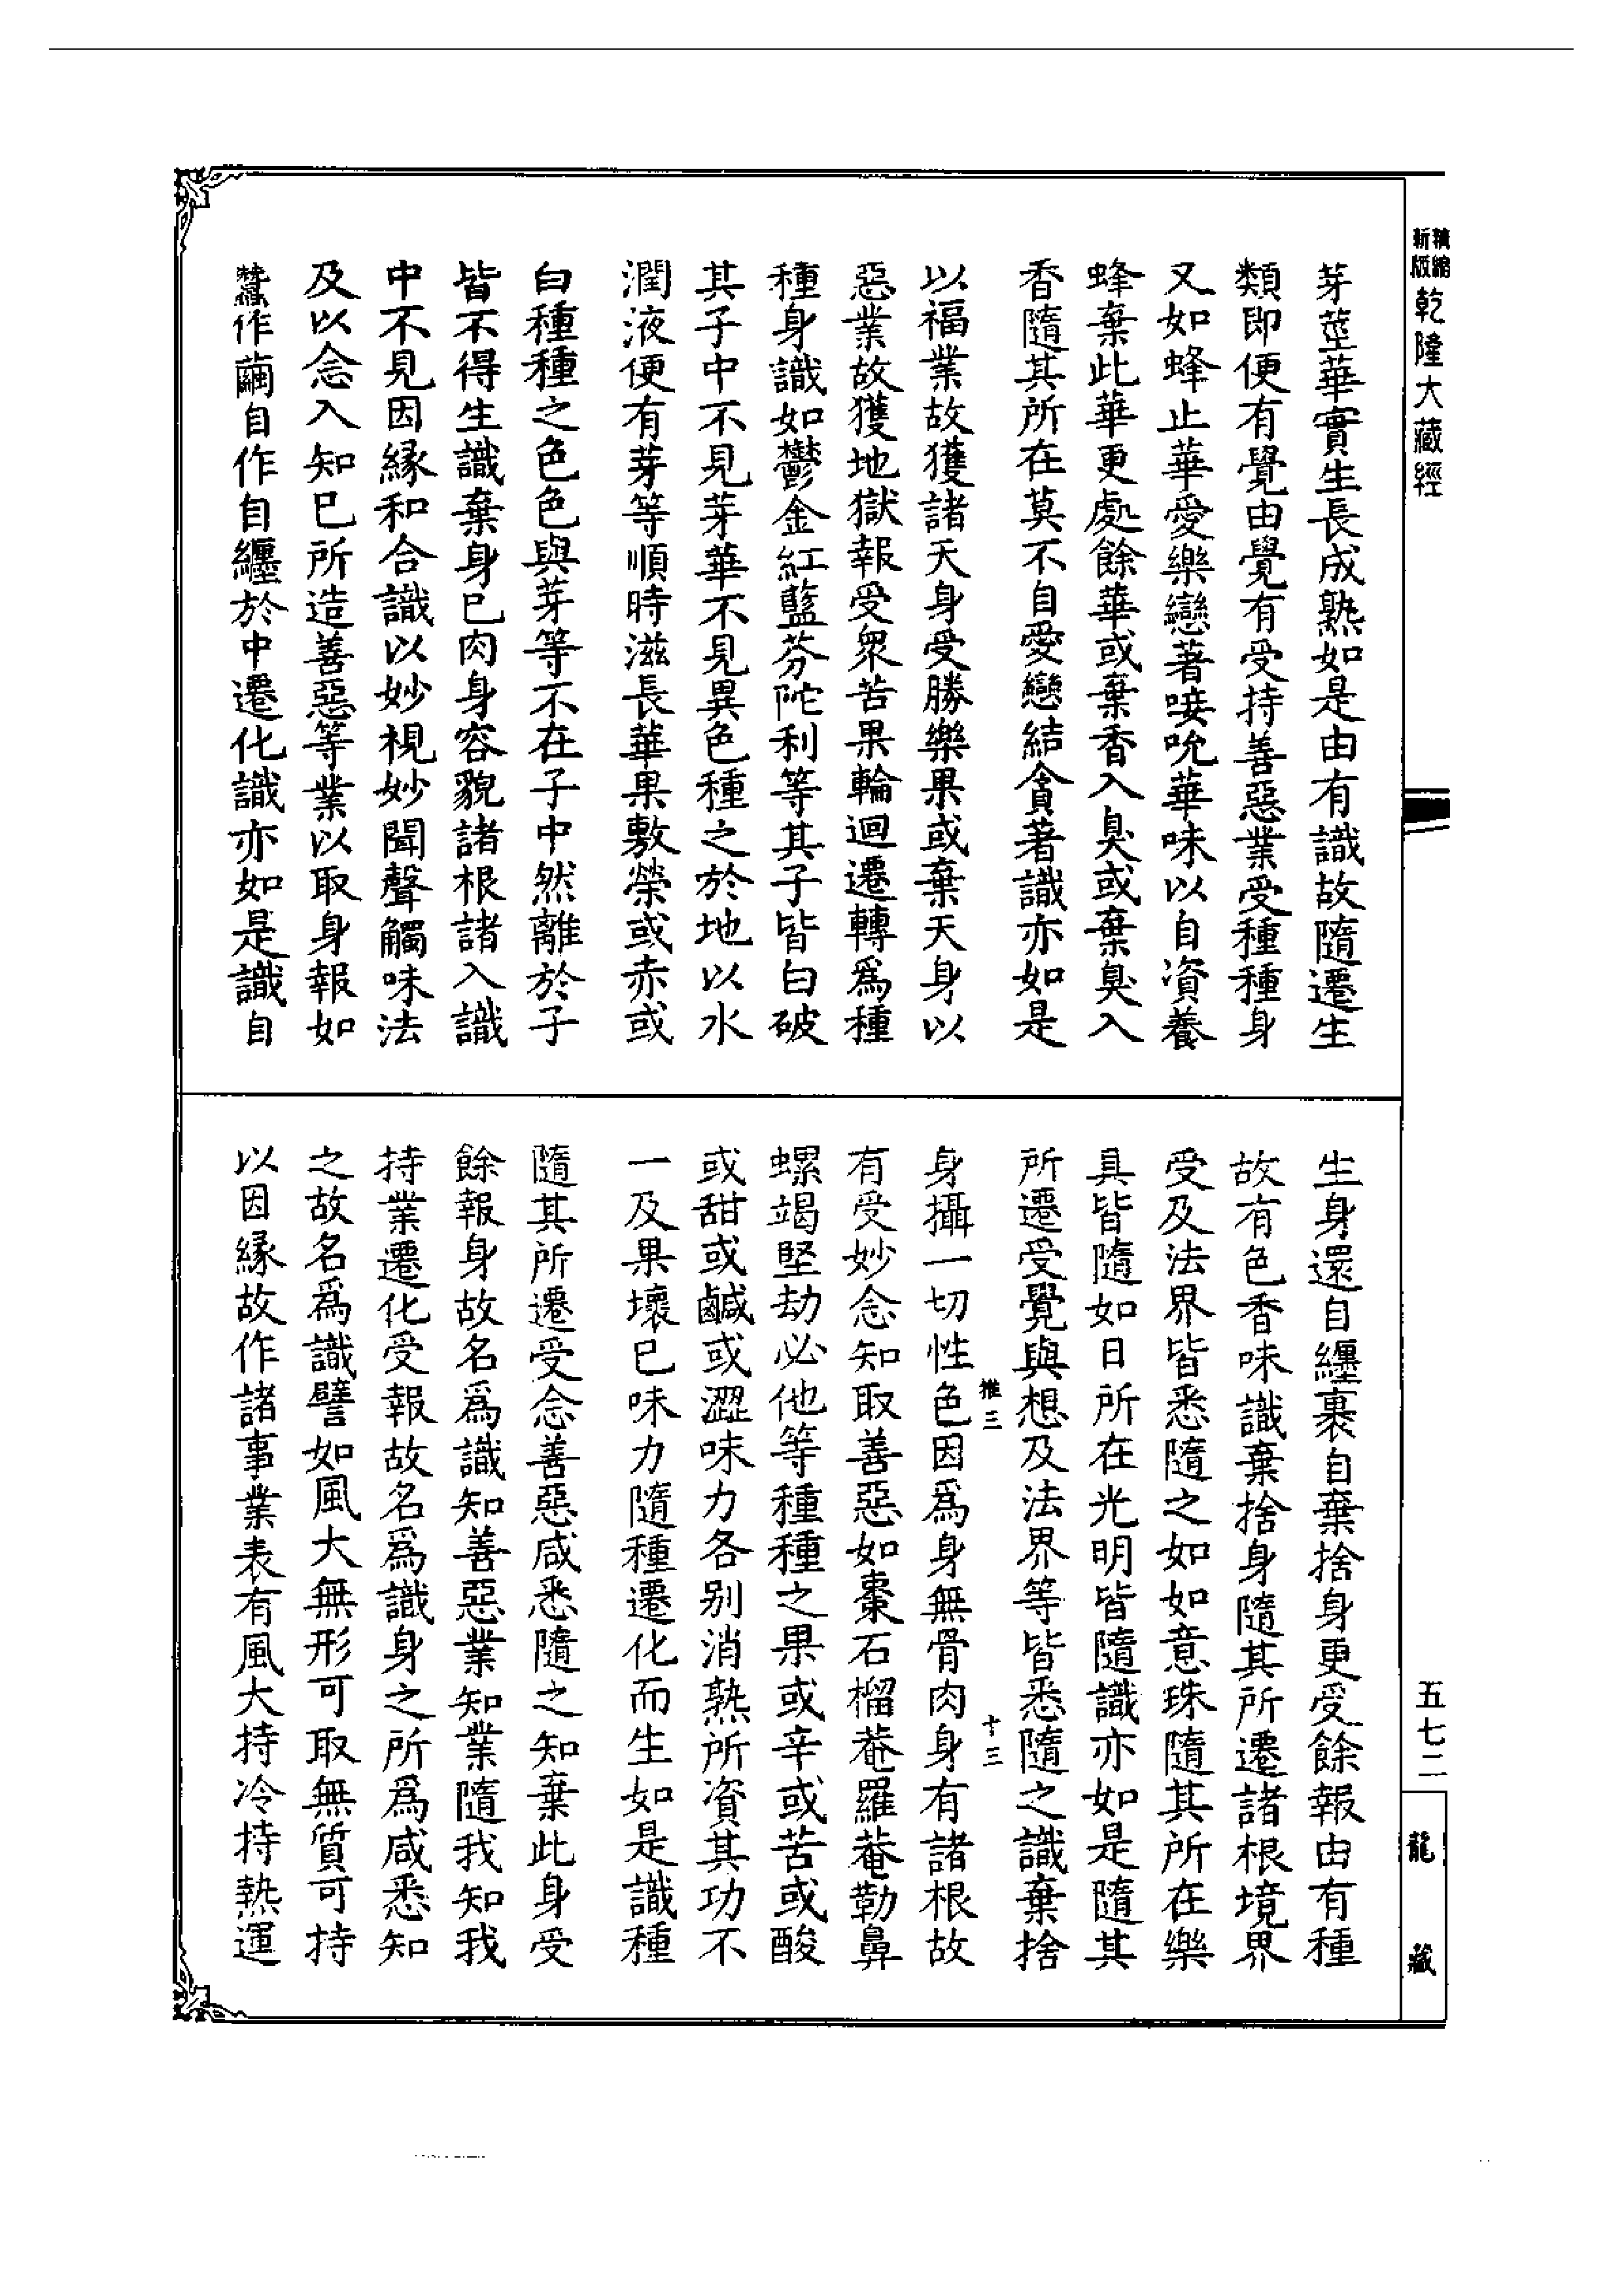 精縮新版乾隆大藏經
芽莖華實生長成熟如是由有識故隨遷生
類即便有覺由覺有受持善惡業受種種身
又如蜂止華愛樂戀著唼吮華味以自資養
蜂棄此華更處餘華或棄香入臭或棄臭入
香隨其所在莫不自愛戀結貪著識亦如是
以福業故獲諸天身受勝樂果或棄天身以
惡業故獲地獄報受眾苦果輪迴遷轉為種
種身識如鬱金紅藍芬陀利等其子皆白破
其子中不見芽華不見異色種之於地以水
潤液便有芽等順時滋長華果敷榮或赤或
白種種之色色與芽等不在子中然離於子
皆不得生識棄身已肉身容貌諸根諸入識
中不見因緣和合識以妙視妙聞聲觸味法
及以念入知已所造善惡等業以取身報如
蠶作繭自作自纏於中遷化識亦如是識自
生身還自纏裹自棄捨身更受餘報由有種
故有色香味識棄捨身隨其所遷諸根境界
受及法界皆悉隨之如如意珠隨其所在樂
具皆隨如日所在光明皆隨識亦如是隨其
所遷受覺與想及法界等皆悉隨之識棄捨
身攝一切性色因為身無骨肉身有諸根故
推三 十三
有受妙念知取善惡如棗石榴菴羅菴勒鼻
螺竭堅劫必他等種種之果或辛或苦或酸
或甜或鹹或澀味力各別消熟所資其功不
一及果壞已味力隨種遷化而生如是識種
隨其所遷受念善惡咸悉隨之知棄此身受
餘報身故名為識知善惡業知業隨我知我
持業遷化受報故名為識身之所為咸悉知
之故名為識譬如風大無形可取無質可持
以因緣故作諸事業表有風大持冷持熱運
五七二
龍藏